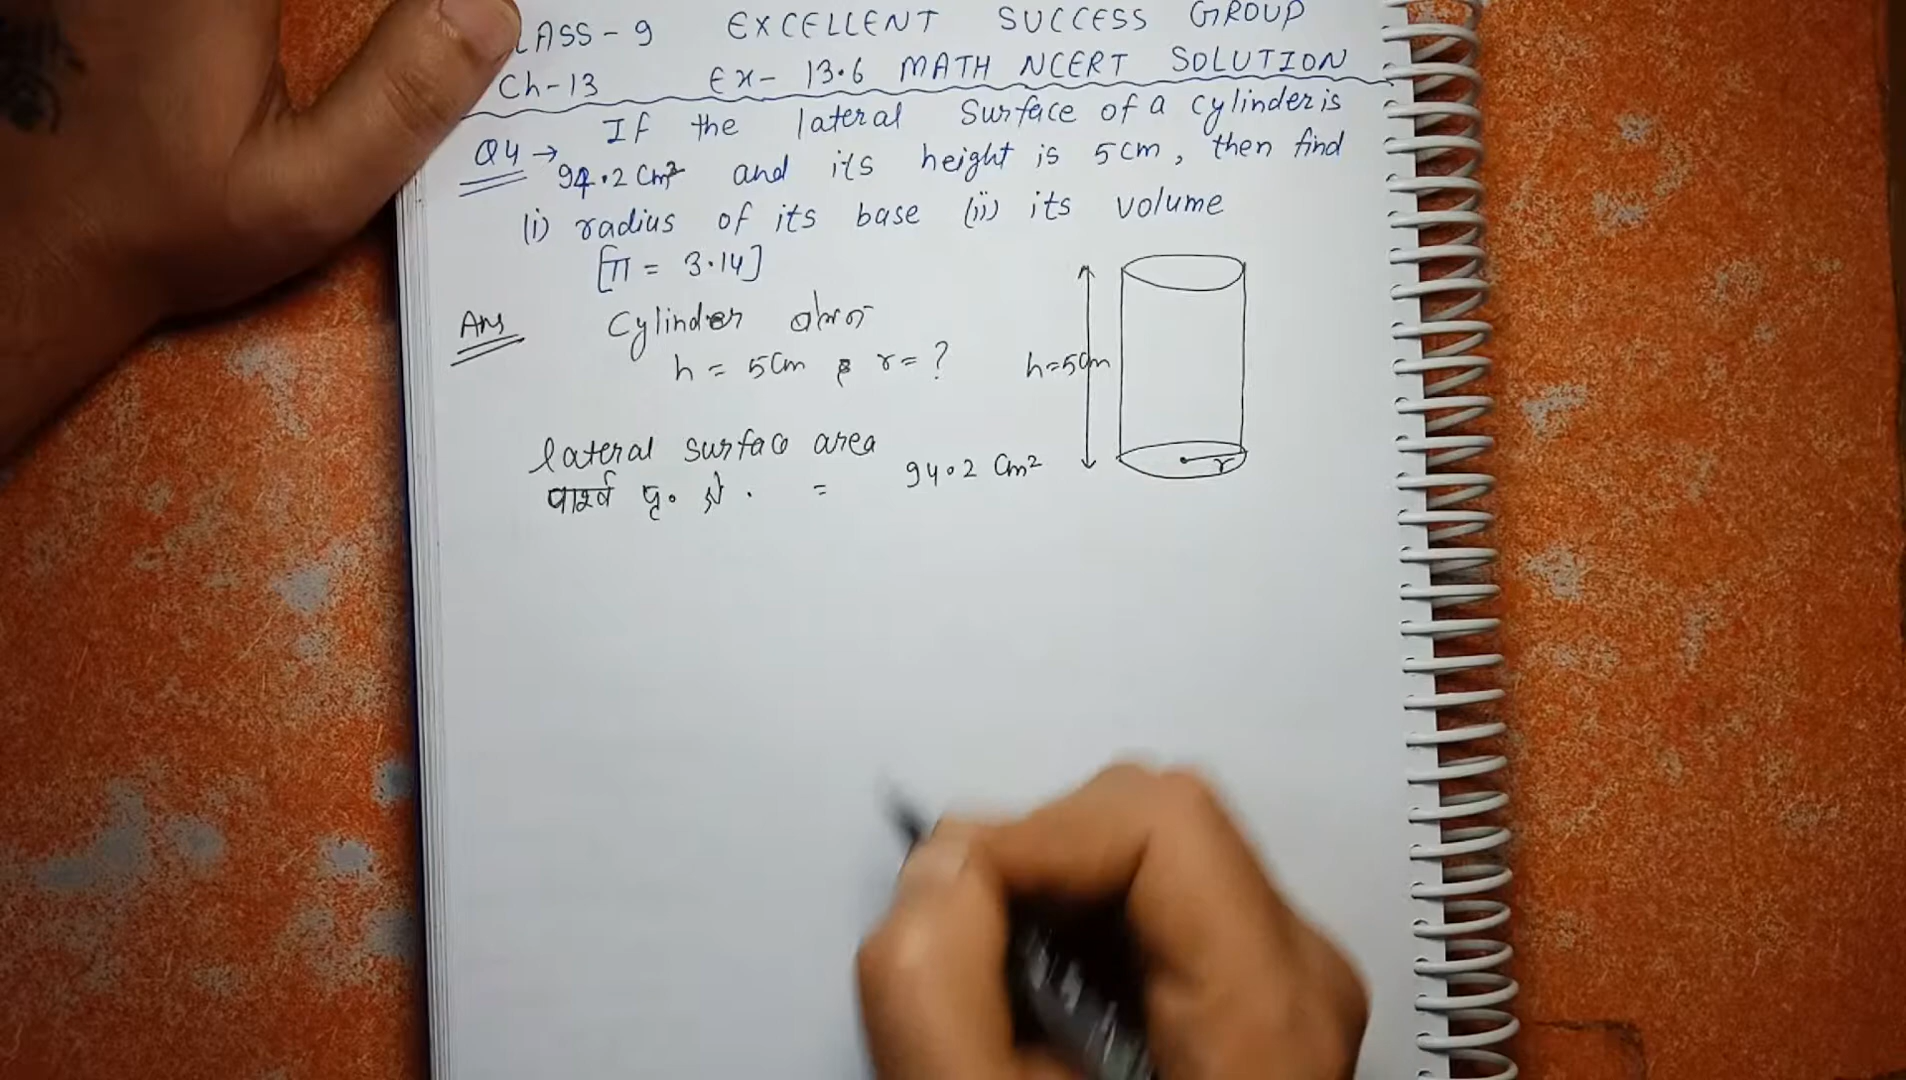 LASS - 9 EXCELLENT SUCCESS GROUP
Ch-13 Ex- 13.6 MATH NCERT SOLUTION
Q4 → If the lateral Surface of a cylinder is
94.2 Cm² and its height is 5cm, then find
(i) radius of its base (ii) its volume
[π = 3.14]
Ans Cylinder
h = 5Cm r = ?
h=5Cm
lateral surface area
पार्श्व पृ० क्षे. = 94.2 Cm²
r